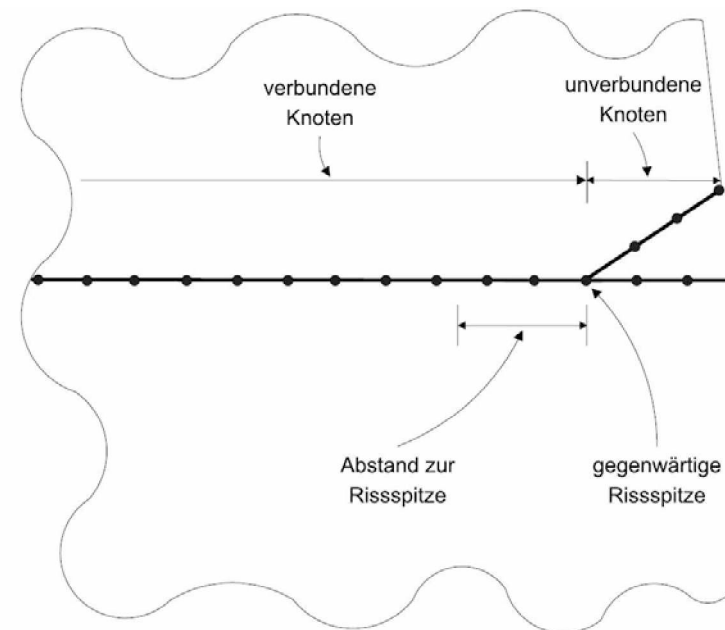 verbundene
Knoten
unverbundene
Knoten
Abstand zur
Rissspitze
gegenwärtige
Rissspitze